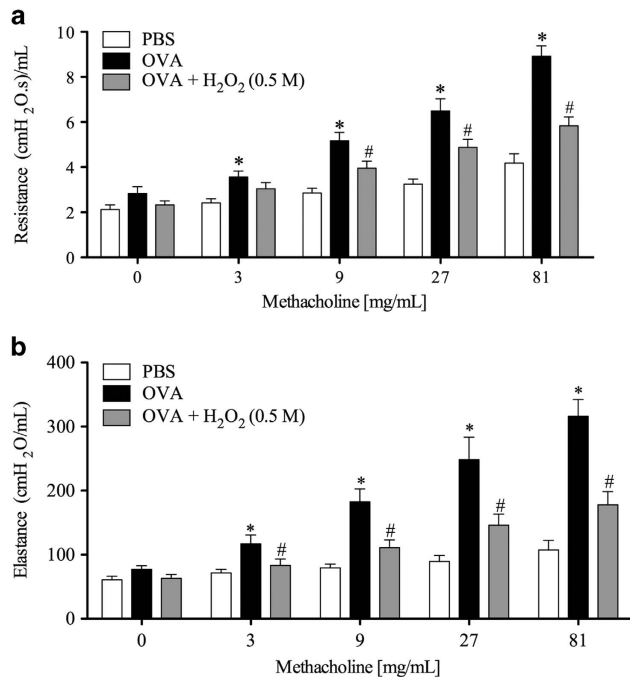 a
PBS
OVA
OVA + H2O2 (0.5 M)
Resistance (cmH2O.s)/mL
10
8
6
4
2
0
* * * *
# # #
0 3 9 27 81
Methacholine [mg/mL]
b
PBS
OVA
OVA + H2O2 (0.5 M)
Elastance (cmH2O/mL)
400
300
200
100
0
* * * *
# # # #
0 3 9 27 81
Methacholine [mg/mL]